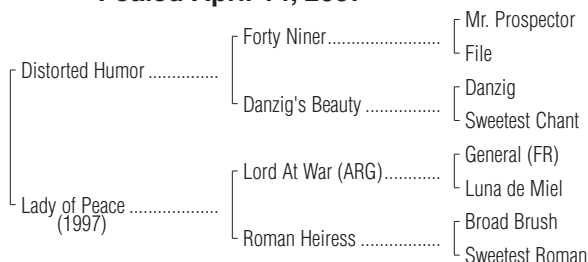 Foaled April
Mr. Prospector
Forty Niner........................
File
Distorted Humor ...............
Danzig
Danzig's Beauty ................
Sweetest Chant
General (FR)
Lord At War (ARG)............
Luna de Miel
Lady of Peace ...................
(1997)
Broad Brush
Roman Heiress .................
Sweetest Roman